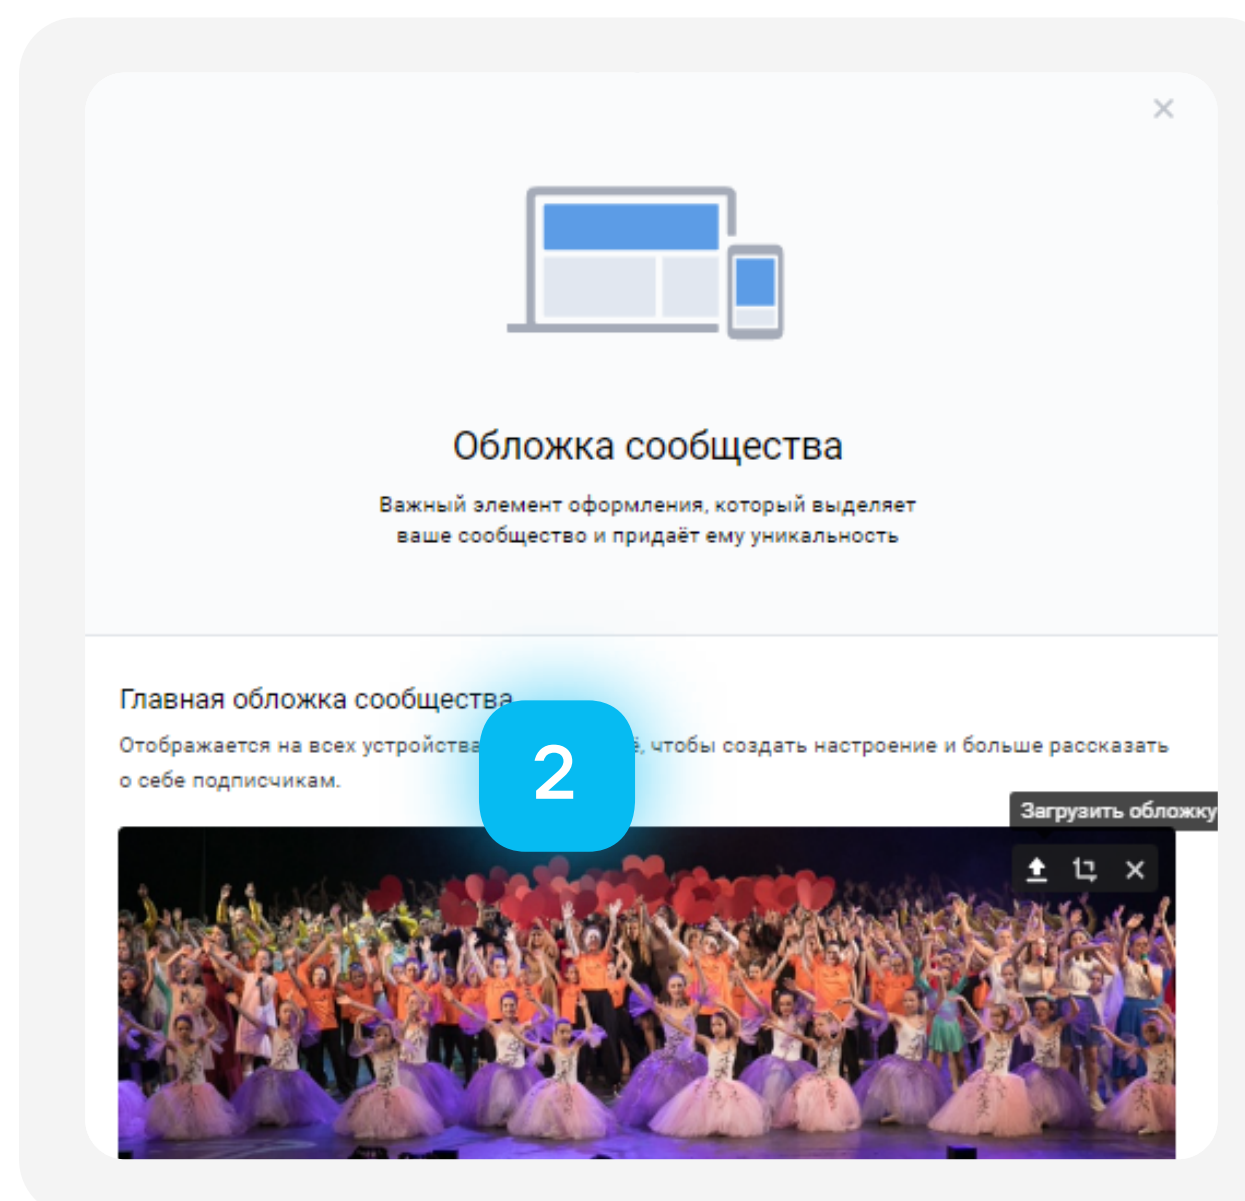 Обложка сообщества
Важный элемент оформления, который выделяет
ваше сообщество и придаёт ему уникальность
Главная обложка сообщества
2
Отображается на всех чтобы создать настроение и больше рассказать
о себе подписчикам.
Загрузить обложку